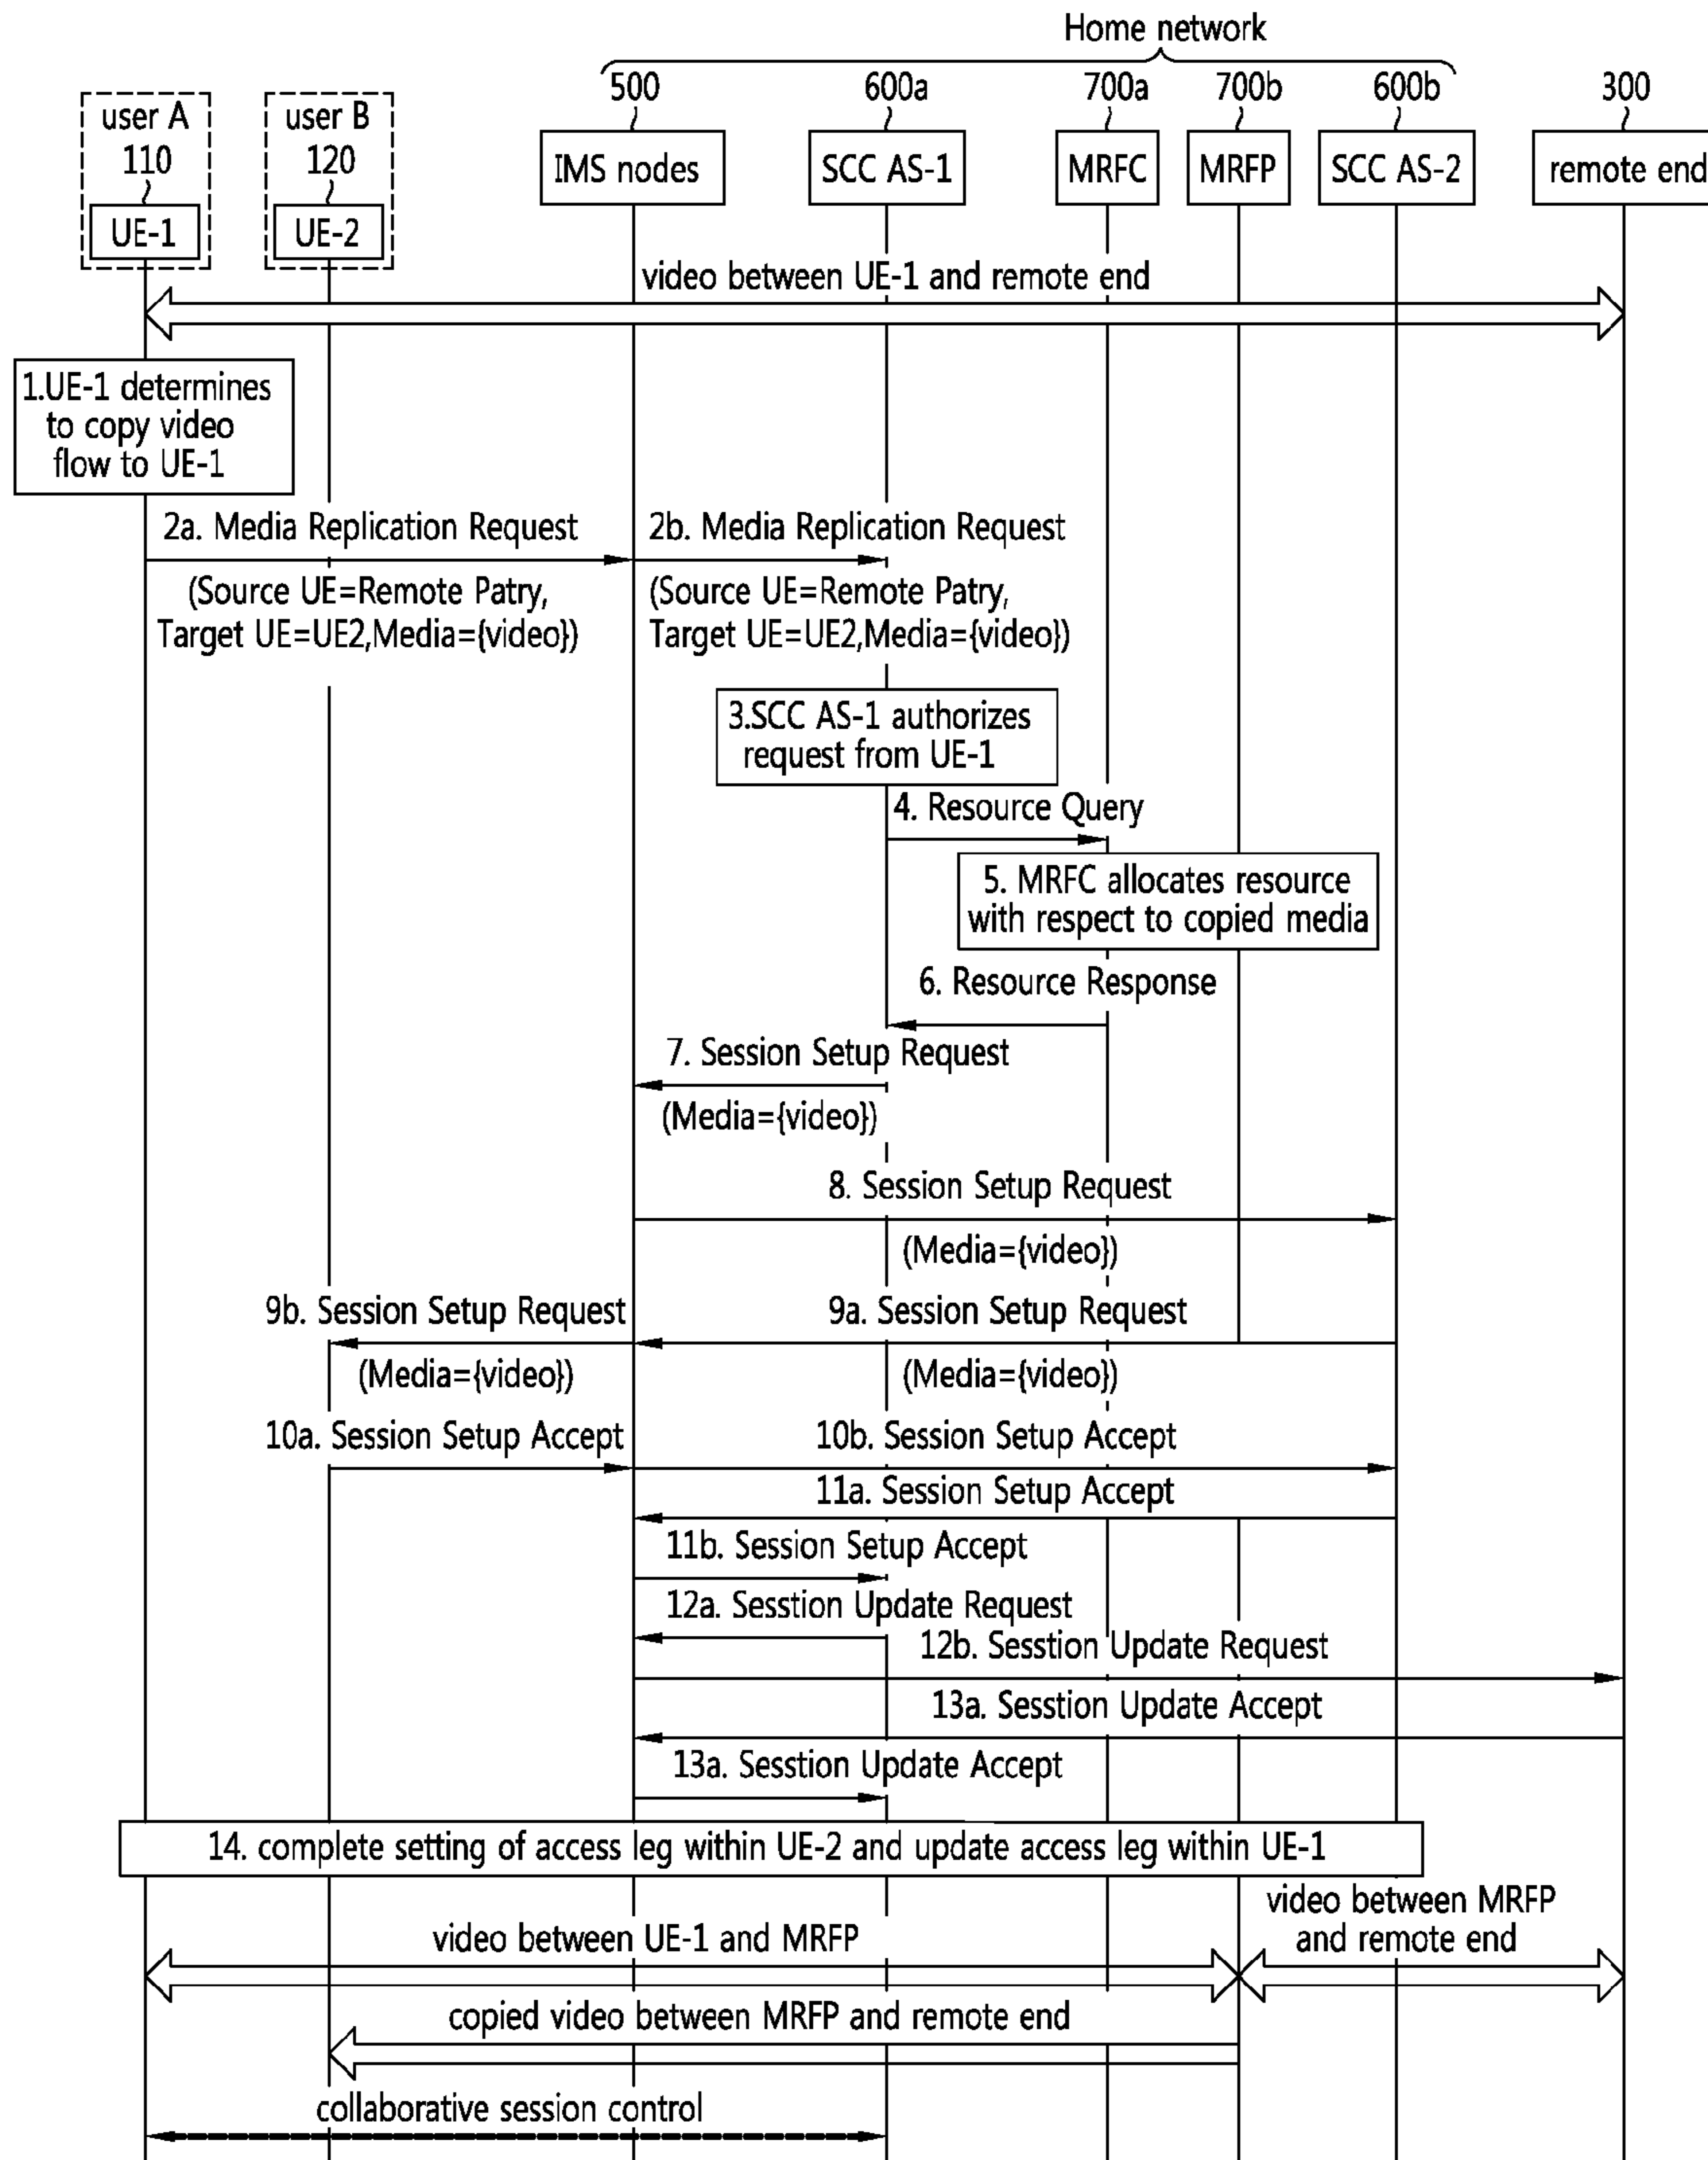 Home network
500
600a
700a
700b
600b
300
user A
110
UE-1
user B
120
UE-2
IMS nodes
SCC AS-1
MRFC
MRFP
SCC AS-2
remote end
video between UE-1 and remote end
1.UE-1 determines
to copy video
flow to UE-1
2a. Media Replication Request
(Source UE=Remote Patry,
Target UE=UE2,Media={video})
2b. Media Replication Request
(Source UE=Remote Patry,
Target UE=UE2,Media={video})
3.SCC AS-1 authorizes
request from UE-1
4. Resource Query
5. MRFC allocates resource
with respect to copied media
6. Resource Response
7. Session Setup Request
(Media={video})
8. Session Setup Request
(Media={video})
9b. Session Setup Request
(Media={video})
9a. Session Setup Request
(Media={video})
10a. Session Setup Accept
10b. Session Setup Accept
11a. Session Setup Accept
11b. Session Setup Accept
12a. Sesstion Update Request
12b. Sesstion Update Request
13a. Sesstion Update Accept
13a. Sesstion Update Accept
14. complete setting of access leg within UE-2 and update access leg within UE-1
video between UE-1 and MRFP
video between MRFP
and remote end
copied video between MRFP and remote end
collaborative session control